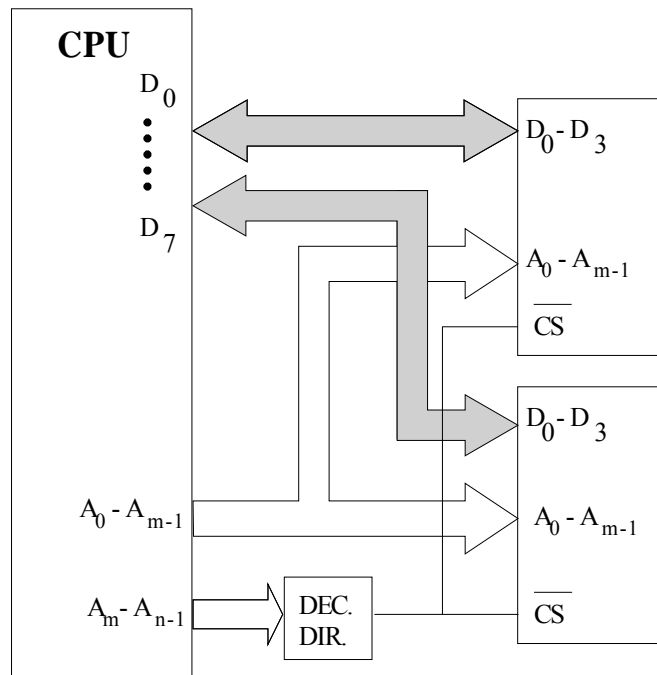 CPU
D0
D7
A0 - Am-1
Am - An-1
DEC.
DIR.
D0 - D3
A0 - Am-1
CS
D0 - D3
A0 - Am-1
CS